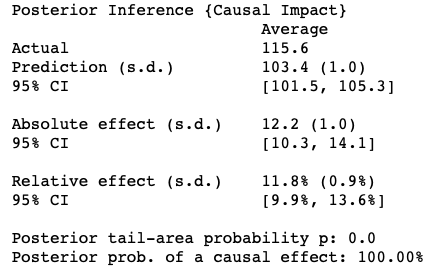 Posterior Inference {Causal Impact}
Average
Actual 115.6
Prediction (s.d.) 103.4 (1.0)
95% CI [101.5, 105.3]
Absolute effect (s.d.) 12.2 (1.0)
95% CI [10.3, 14.1]
Relative effect (s.d.) 11.8% (0.9%)
95% CI [9.9%, 13.6%]
Posterior tail-area probability p: 0.0
Posterior prob. of a causal effect: 100.00%